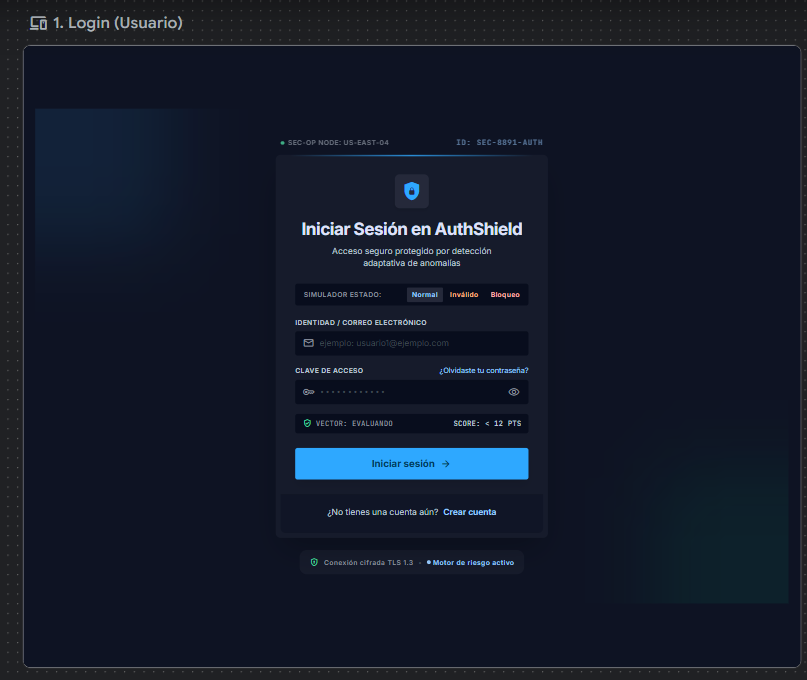 1. Login (Usuario)
SEC-OP NODE: US-EAST-04
ID: SEC-8891-AUTH
Iniciar Sesión en AuthShield
Acceso seguro protegido por detección
adaptativa de anomalías
SIMULADOR ESTADO: Normal Inválido Bloqueo
IDENTIDAD / CORREO ELECTRÓNICO
ejemplo: usuario1@ejemplo.com
CLAVE DE ACCESO ¿Olvidaste tu contraseña?
VECTOR: EVALUANDO SCORE: < 12 PTS
Iniciar sesión →
¿No tienes una cuenta aún? Crear cuenta
Conexión cifrada TLS 1.3 · Motor de riesgo activo